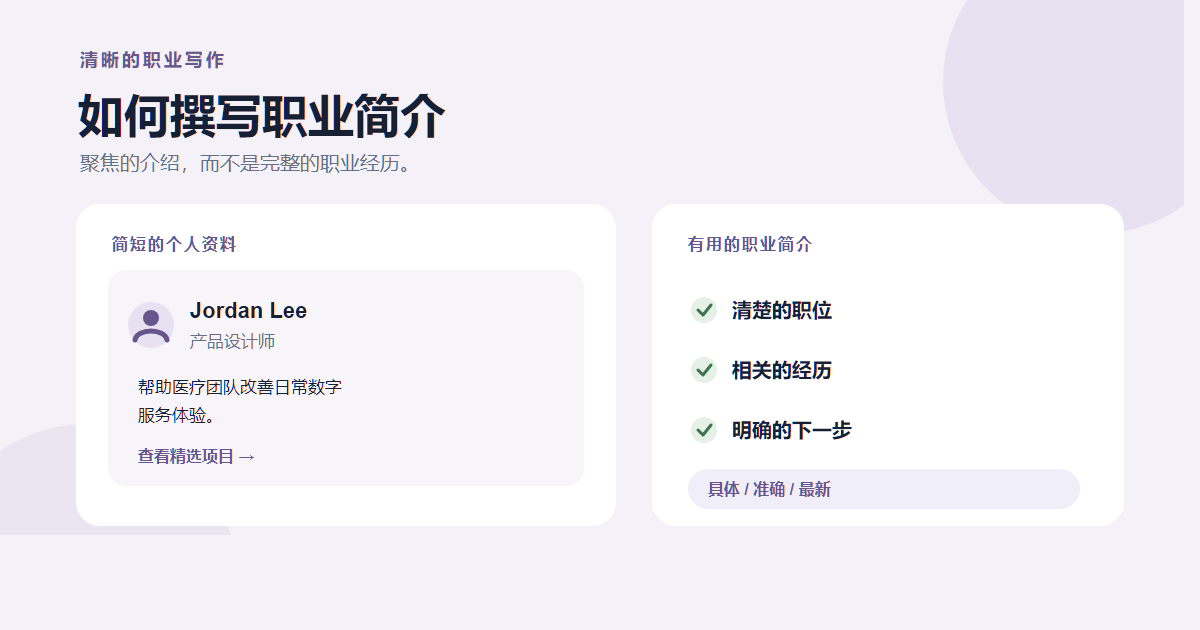 清晰的职业写作
如何撰写职业简介
聚焦的介绍，而不是完整的职业经历。
简短的个人资料
Jordan Lee
产品设计师
帮助医疗团队改善日常数字
服务体验。
查看精选项目 →
有用的职业简介
清楚的职位
相关的经历
明确的下一步
具体 / 准确 / 最新